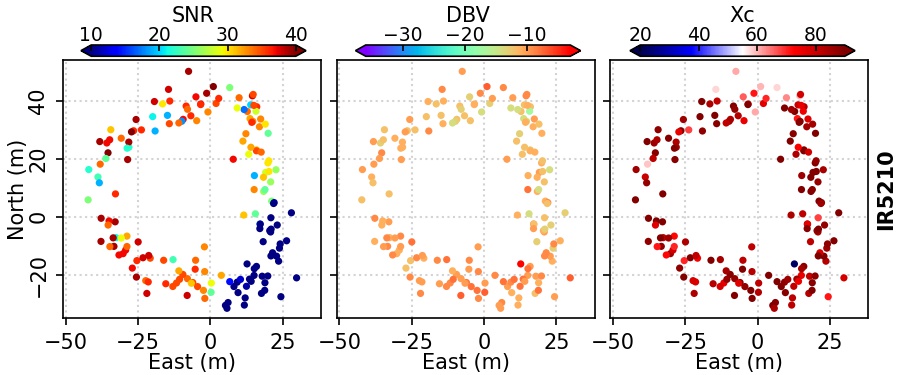 SNR DBV Xc
10 20 30 40 −30 −20 −10 20 40 60 80
40
20
0
−20
North (m)
IR5210
−50 −25 0 25 −50 −25 0 25 −50 −25 0 25
East (m) East (m) East (m)